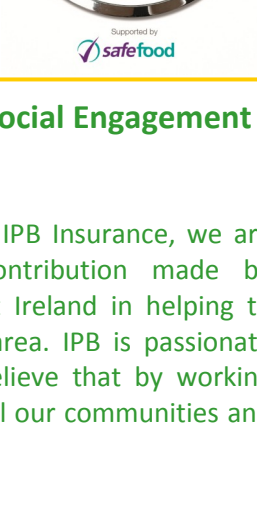 Supported by
safefood
ocial Engagement
IPB Insurance, we ar
ontribution made b
t Ireland in helping t
rea. IPB is passionat
elieve that by workin
l our communities an